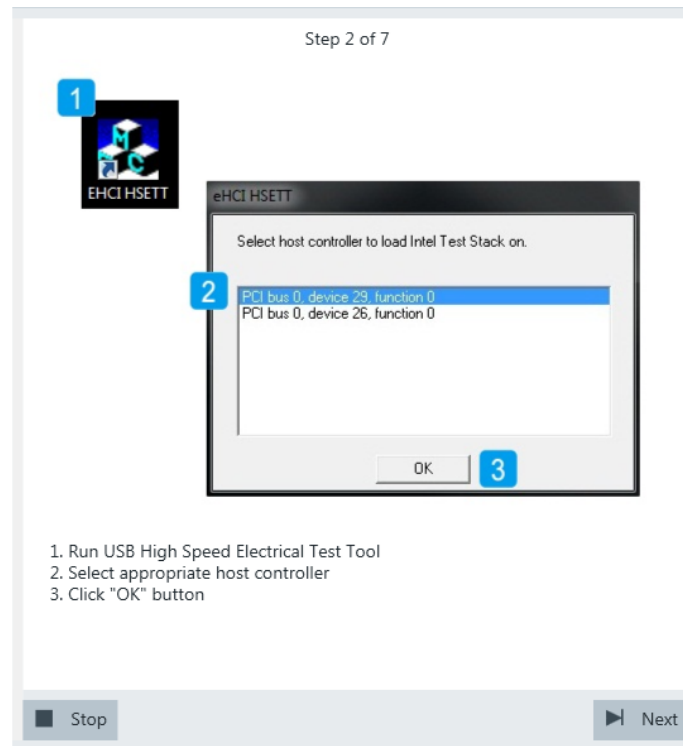 Step 2 of 7
1
M
C
EHCI HSETT
eHCI HSETT
Select host controller to load Intel Test Stack on.
2
PCI bus 0, device 29, function 0
PCI bus 0, device 26, function 0
OK
3
1. Run USB High Speed Electrical Test Tool
2. Select appropriate host controller
3. Click "OK" button
Stop
Next